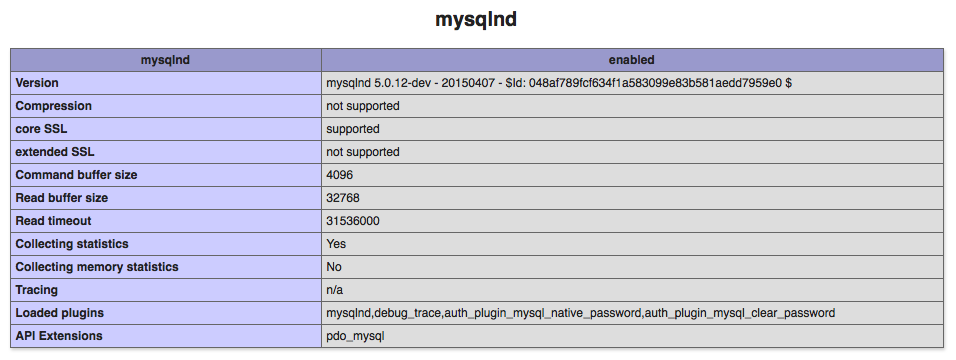 mysqlnd
mysqlnd enabled
Version mysqlnd 5.0.12-dev - 20150407 - $Id: 048af789fcf634f1a583099e83b581aedd7959e0 $
Compression not supported
core SSL supported
extended SSL not supported
Command buffer size 4096
Read buffer size 32768
Read timeout 31536000
Collecting statistics Yes
Collecting memory statistics No
Tracing n/a
Loaded plugins mysqlnd,debug_trace,auth_plugin_mysql_native_password,auth_plugin_mysql_clear_password
API Extensions pdo_mysql